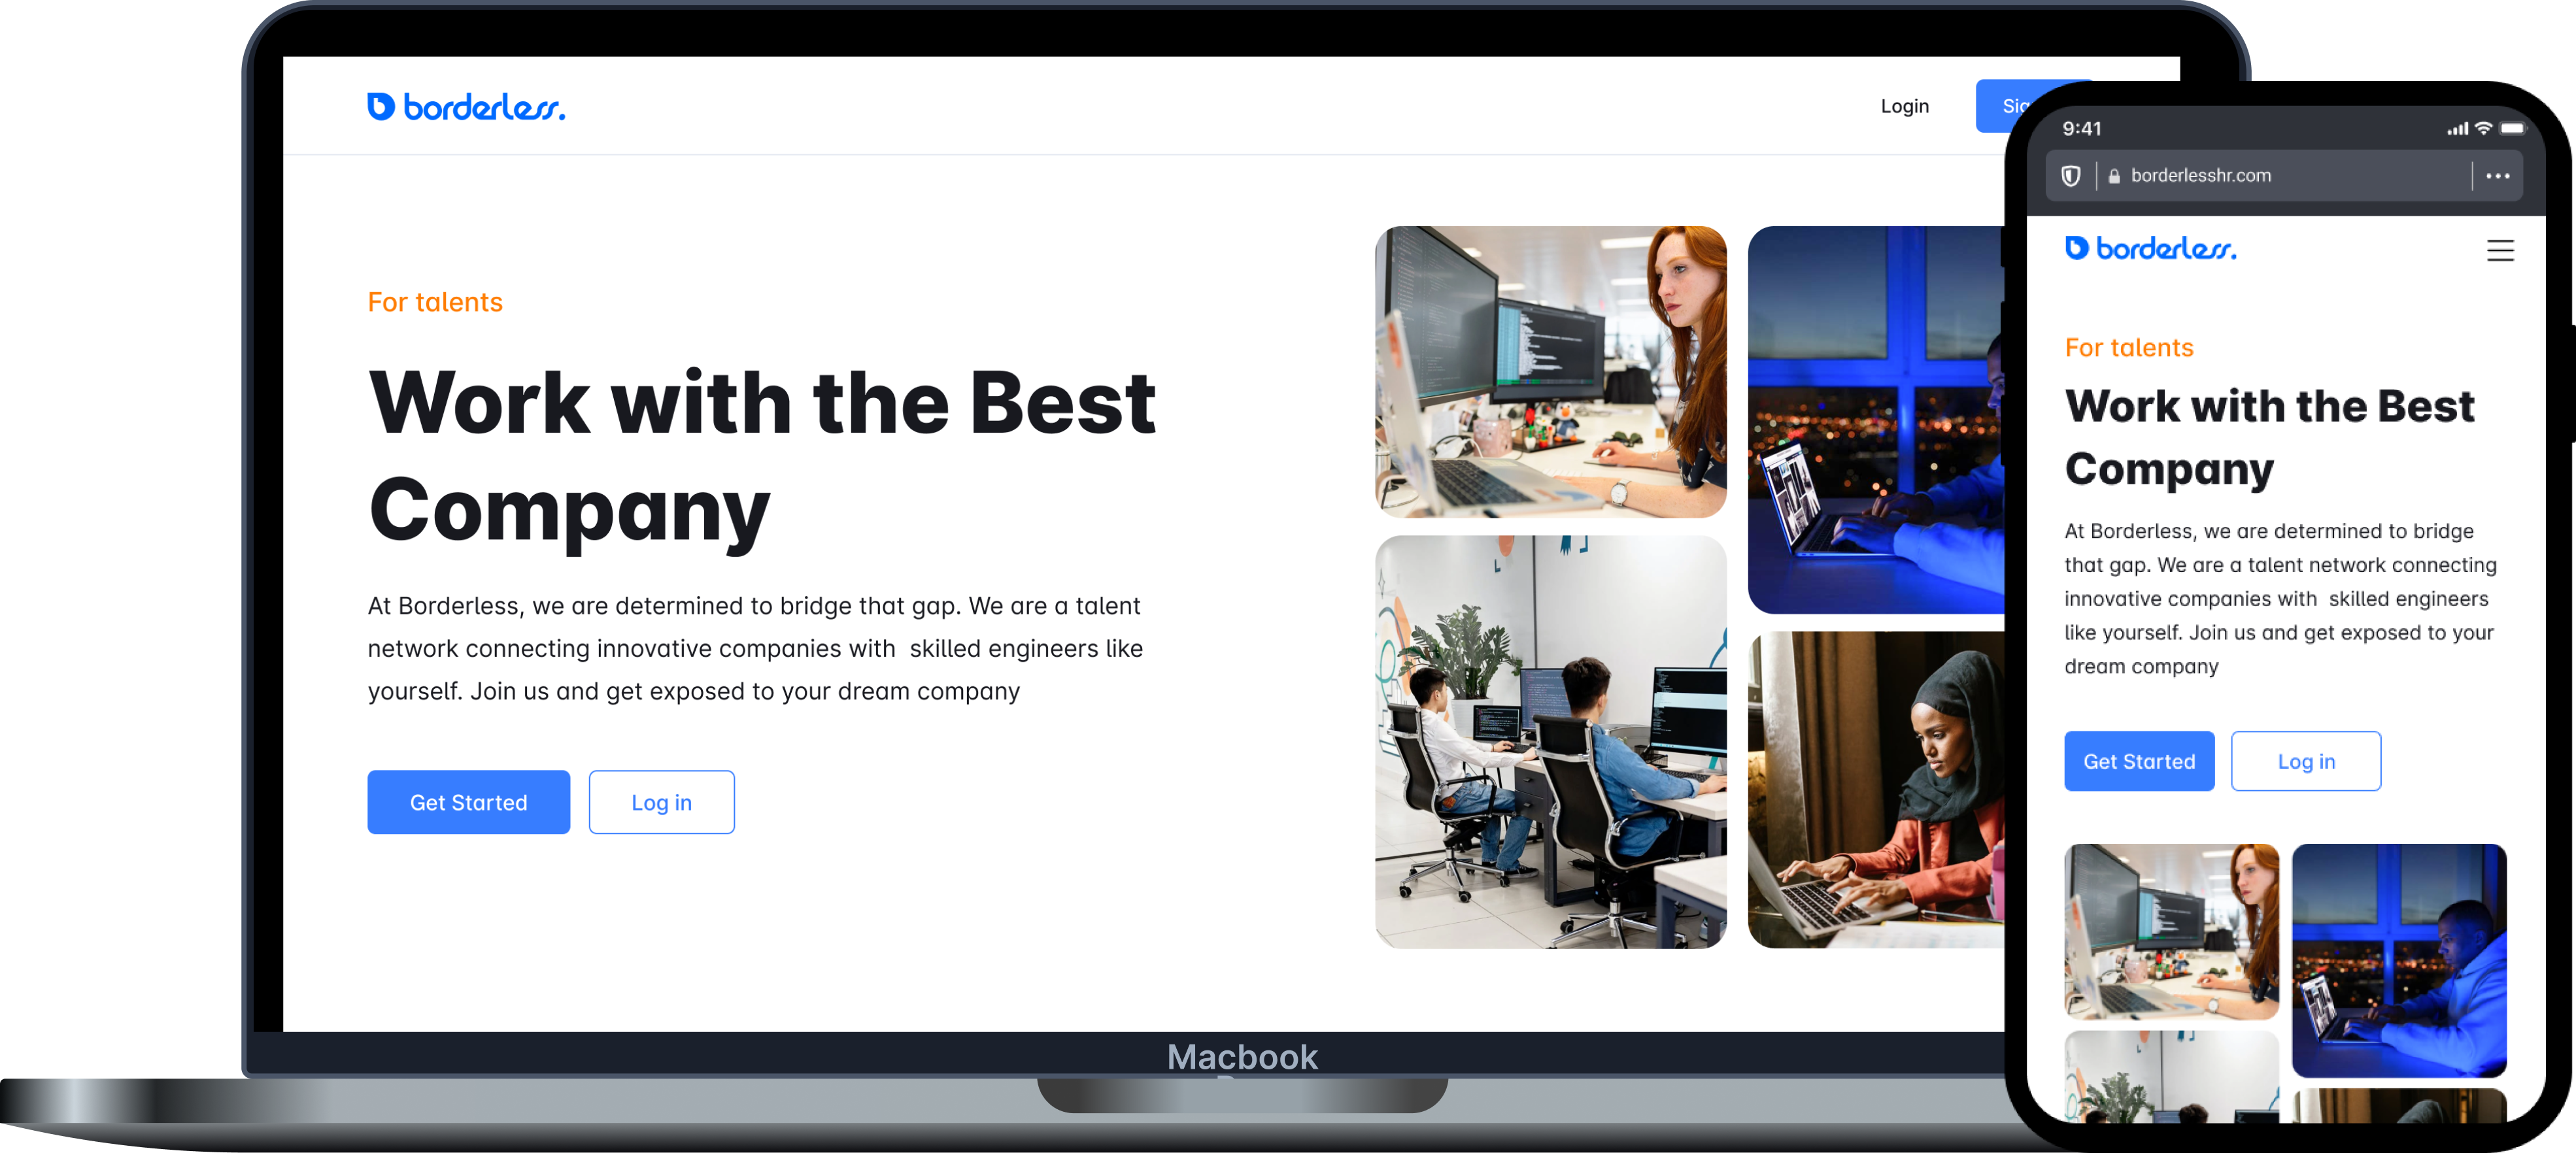 borderless.
Login
For talents
Work with the Best
Company
At Borderless, we are determined to bridge that gap. We are a talent
network connecting innovative companies with  skilled engineers like
yourself. Join us and get exposed to your dream company
Get Started
Log in
Macbook
9:41
borderlesshr.com
borderless.
For talents
Work with the Best
Company
At Borderless, we are determined to bridge
that gap. We are a talent network connecting
innovative companies with  skilled engineers
like yourself. Join us and get exposed to your
dream company
Get Started
Log in